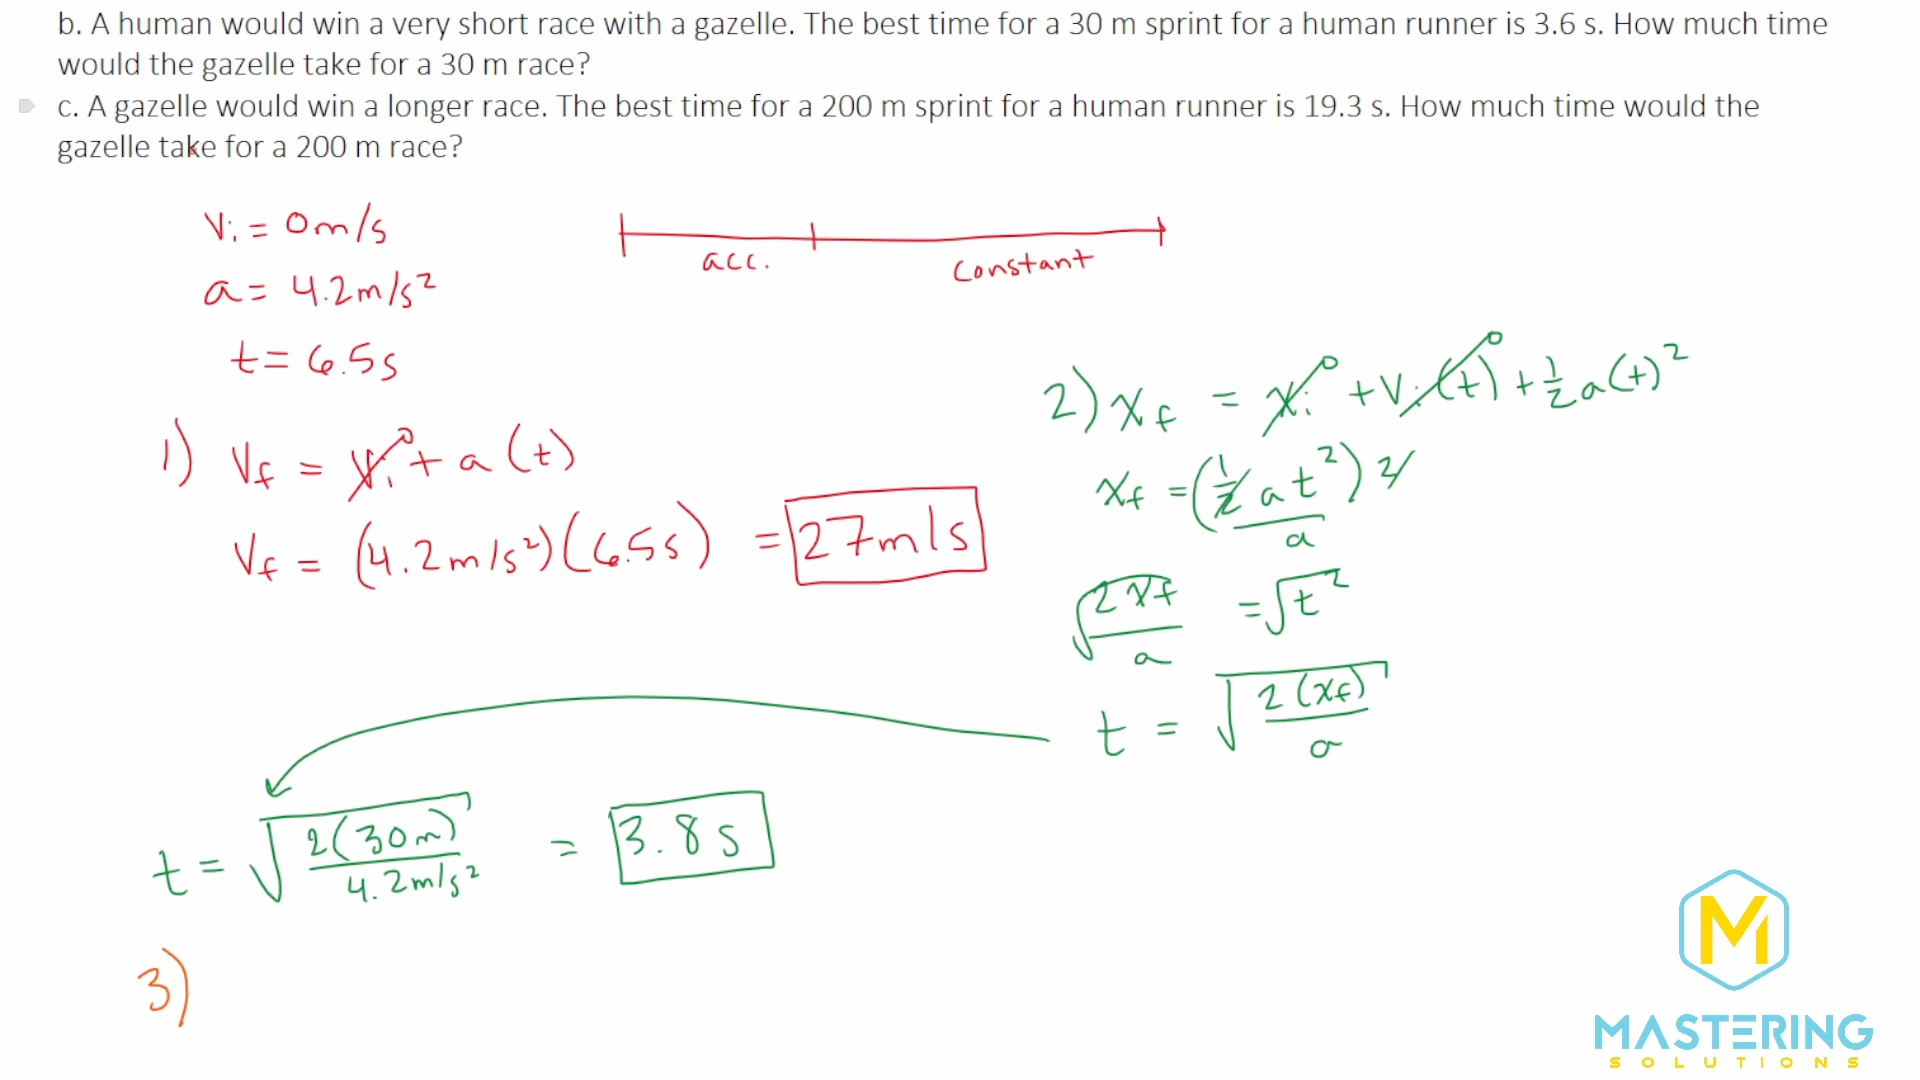 b. A human would win a very short race with a gazelle. The best time for a 30 m sprint for a human runner is 3.6 s. How much time
would the gazelle take for a 30 m race?
c. A gazelle would win a longer race. The best time for a 200 m sprint for a human runner is 19.3 s. How much time would the
gazelle take for a 200 m race?
Vi = 0m/s
a = 4.2m/s²
t = 6.5s
acc.
Constant
1) Vf = Vi⁰ + a(t)
Vf = (4.2m/s²)(6.5s) = 27m/s
2) xf = xi⁰ + Vi(t)⁰ + ½a(t)²
xf = (½at²)2
a
√2xf/a = √t²
t = √2(xf)/a
t = √2(30m)/4.2m/s² = 3.8s
3)
M
MASTERING
SOLUTIONS